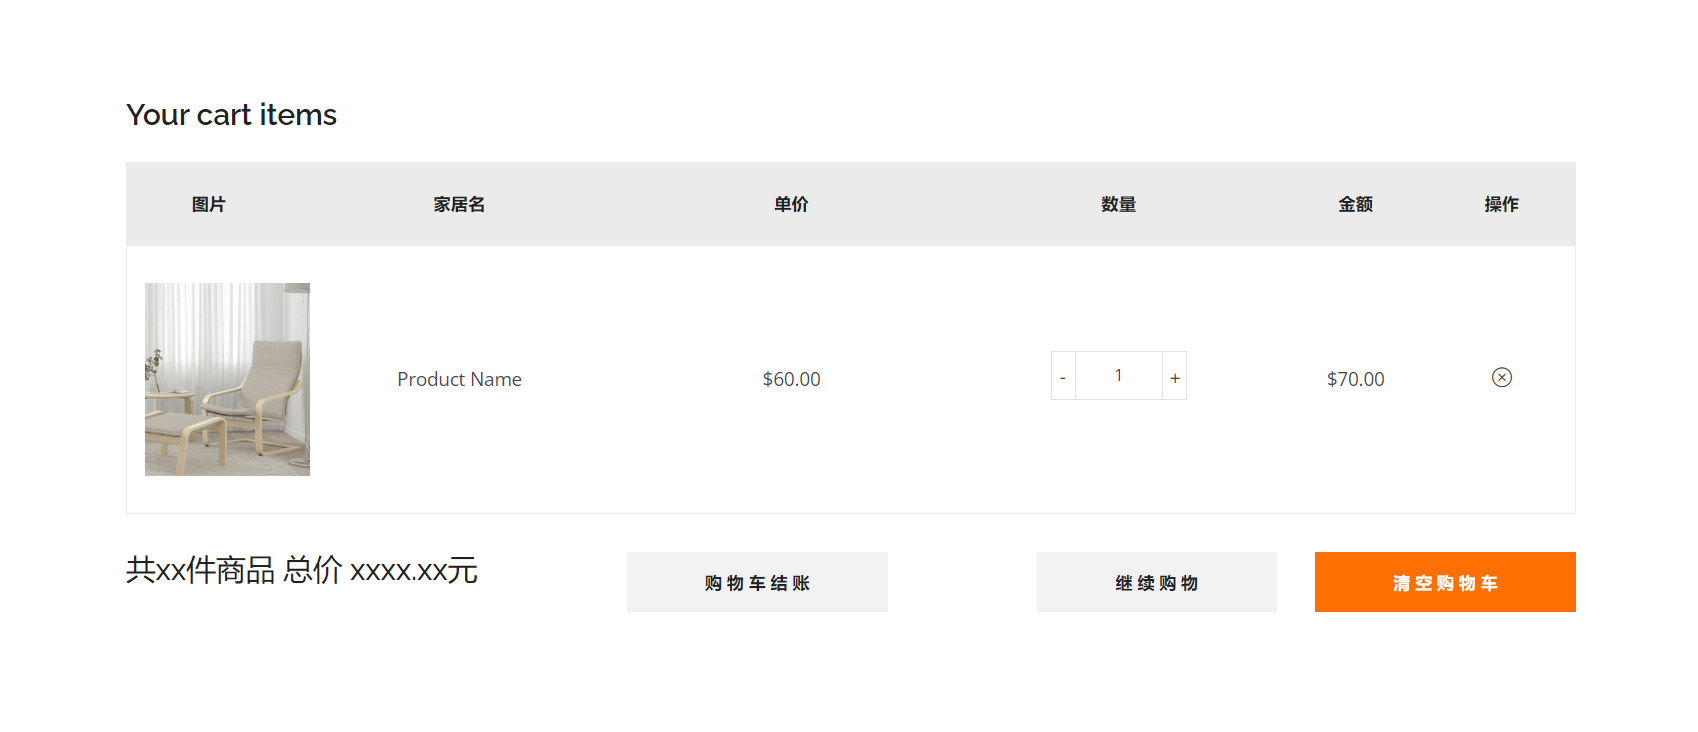 Your cart items
图片 家居名 单价 数量 金额 操作
Product Name $60.00 - 1 + $70.00
共xx件商品 总价 xxxx.xx元 购物车结账 继续购物 清空购物车